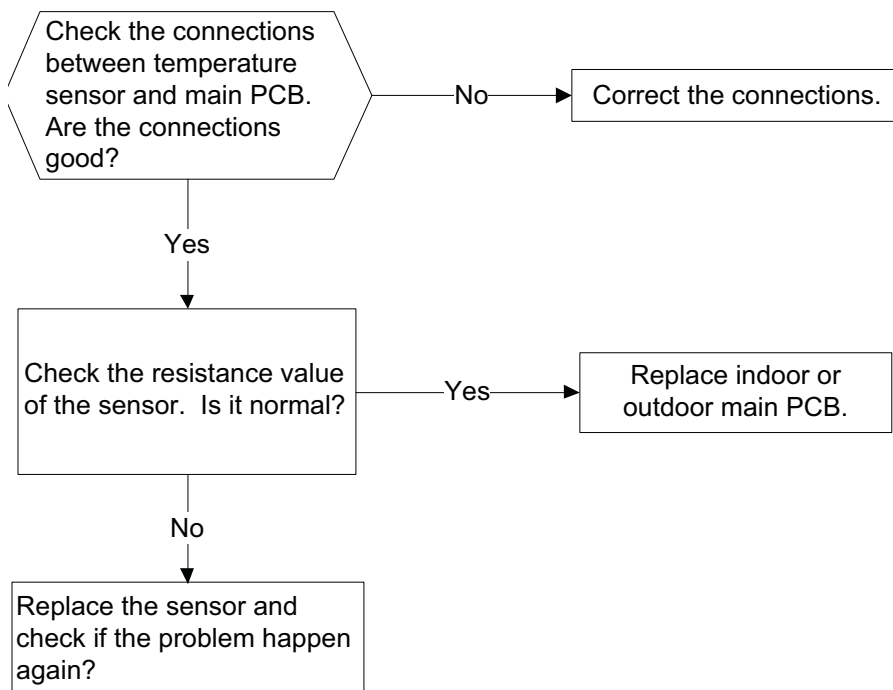 Check the connections
between temperature
sensor and main PCB.
Are the connections
good?
No
Correct the connections.
Yes
Check the resistance value
of the sensor.  Is it normal?
Yes
Replace indoor or
outdoor main PCB.
No
Replace the sensor and
check if the problem happen
again?